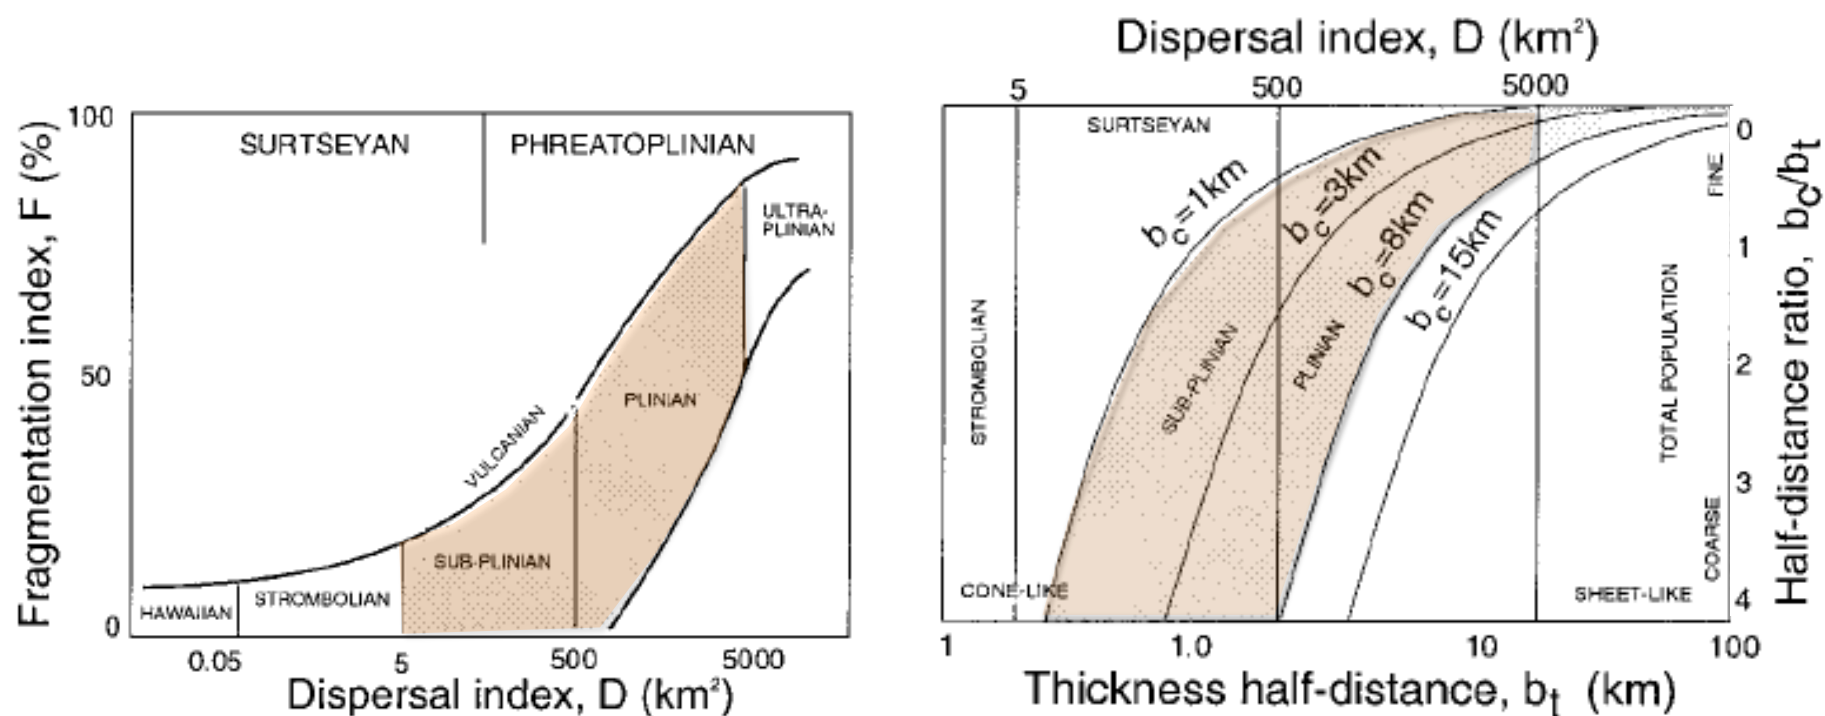 Fragmentation index, F (%)
100
50
0
SURTSEYAN
PHREATOPLINIAN
ULTRA-
PLINIAN
VULCANIAN
PLINIAN
SUB-PLINIAN
STROMBOLIAN
HAWAIIAN
0.05
5
500
5000
Dispersal index, D (km²)
Dispersal index, D (km²)
5
500
5000
SURTSEYAN
STROMBOLIAN
CONE-LIKE
b_c=1km
b_c=3km
b_c=8km
b_c=15km
SUB-PLINIAN
PLINIAN
FINE
TOTAL POPULATION
COARSE
SHEET-LIKE
0
1
2
3
4
Half-distance ratio, b_c/b_t
1
1.0
10
100
Thickness half-distance, b_t (km)